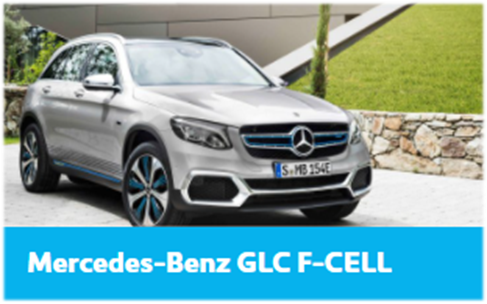 S·MB 154E
Mercedes-Benz GLC F-CELL